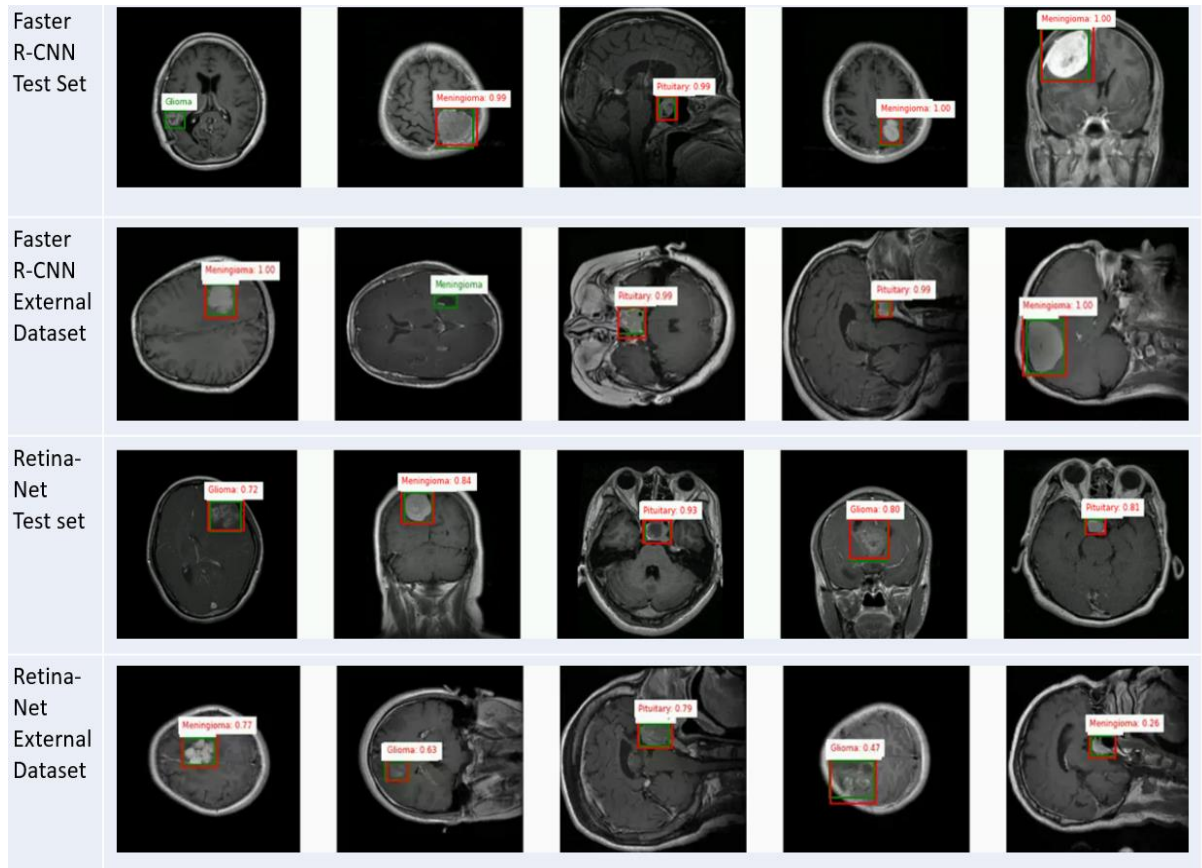 Faster
R-CNN
Test Set
Glioma
Meningioma: 0.99
Pituitary: 0.99
Meningioma: 1.00
Meningioma: 1.00
Faster
R-CNN
External
Dataset
Meningioma: 1.00
Meningioma
Pituitary: 0.99
Pituitary: 0.99
Meningioma: 1.00
Retina-
Net
Test set
Glioma: 0.72
Meningioma: 0.84
Pituitary: 0.93
Glioma: 0.80
Pituitary: 0.81
Retina-
Net
External
Dataset
Meningioma: 0.77
Glioma: 0.63
Pituitary: 0.79
Glioma: 0.47
Meningioma: 0.26